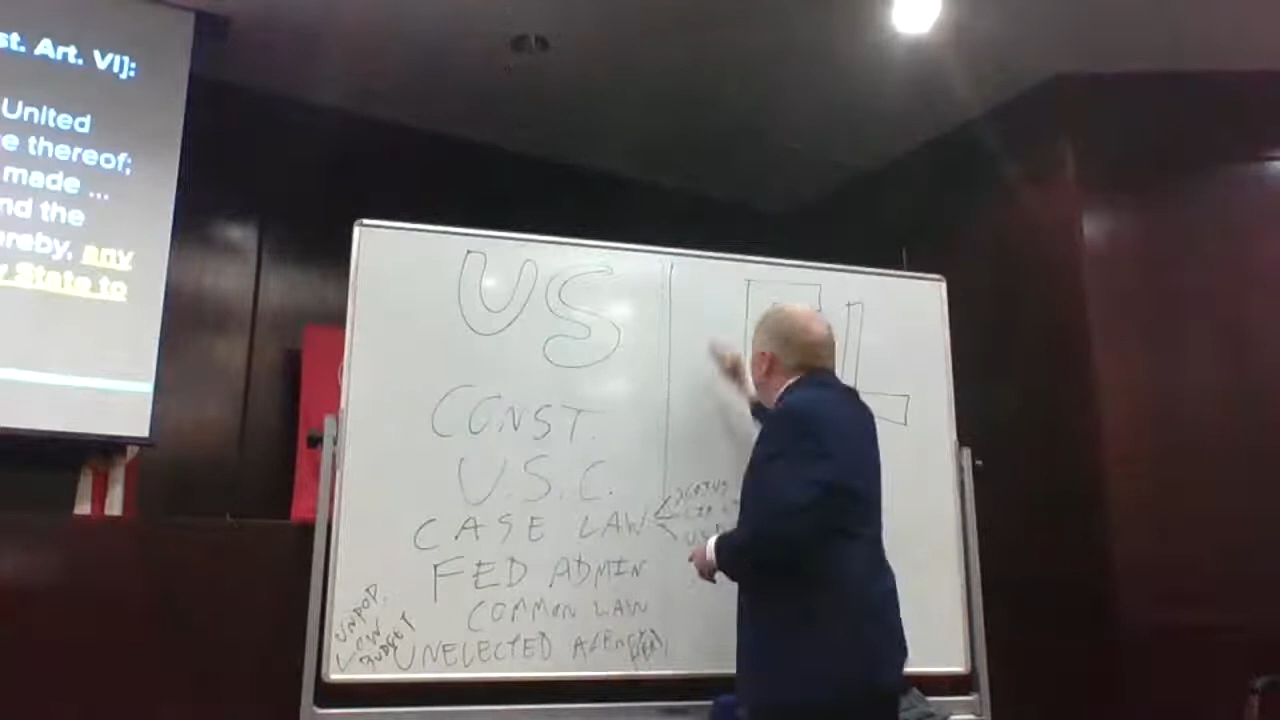 st. Art. VI]:
United
e thereof;
made ...
nd the
ereby, any
y State to
US
CONST.
U.S.C.
CASE LAW
SCOTUS
FED ADMIN
COMMON LAW
UNELECTED
UNPOP.
LOW
BUDGET
L